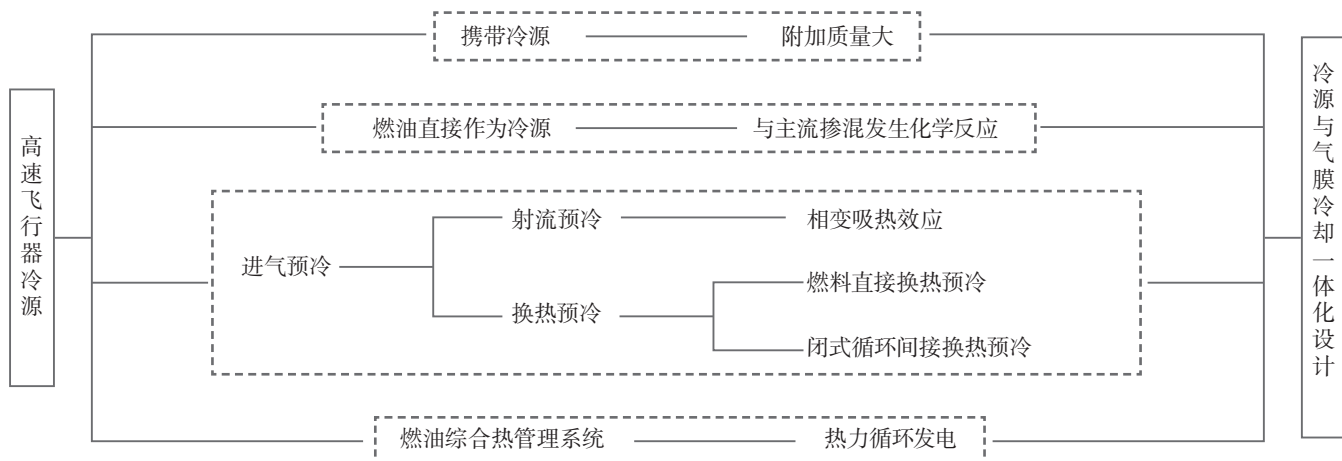 高速飞行器冷源
携带冷源
附加质量大
燃油直接作为冷源
与主流掺混发生化学反应
进气预冷
射流预冷
相变吸热效应
换热预冷
燃料直接换热预冷
闭式循环间接换热预冷
燃油综合热管理系统
热力循环发电
冷源与气膜冷却一体化设计